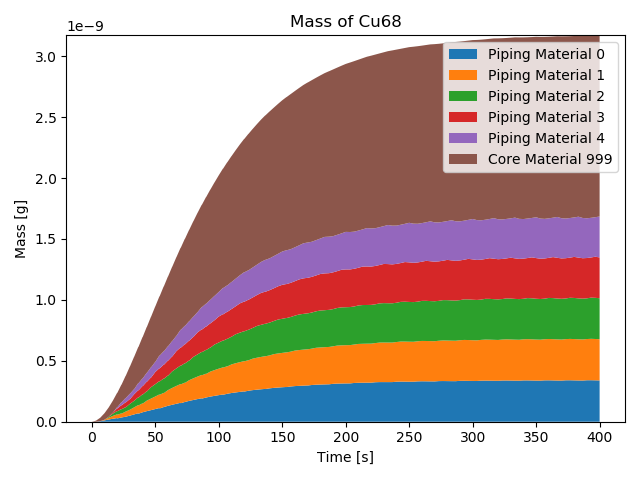 Mass of Cu68
1e−9
3.0
2.5
2.0
1.5
1.0
0.5
0.0
Mass [g]
Piping Material 0
Piping Material 1
Piping Material 2
Piping Material 3
Piping Material 4
Core Material 999
0 50 100 150 200 250 300 350 400
Time [s]